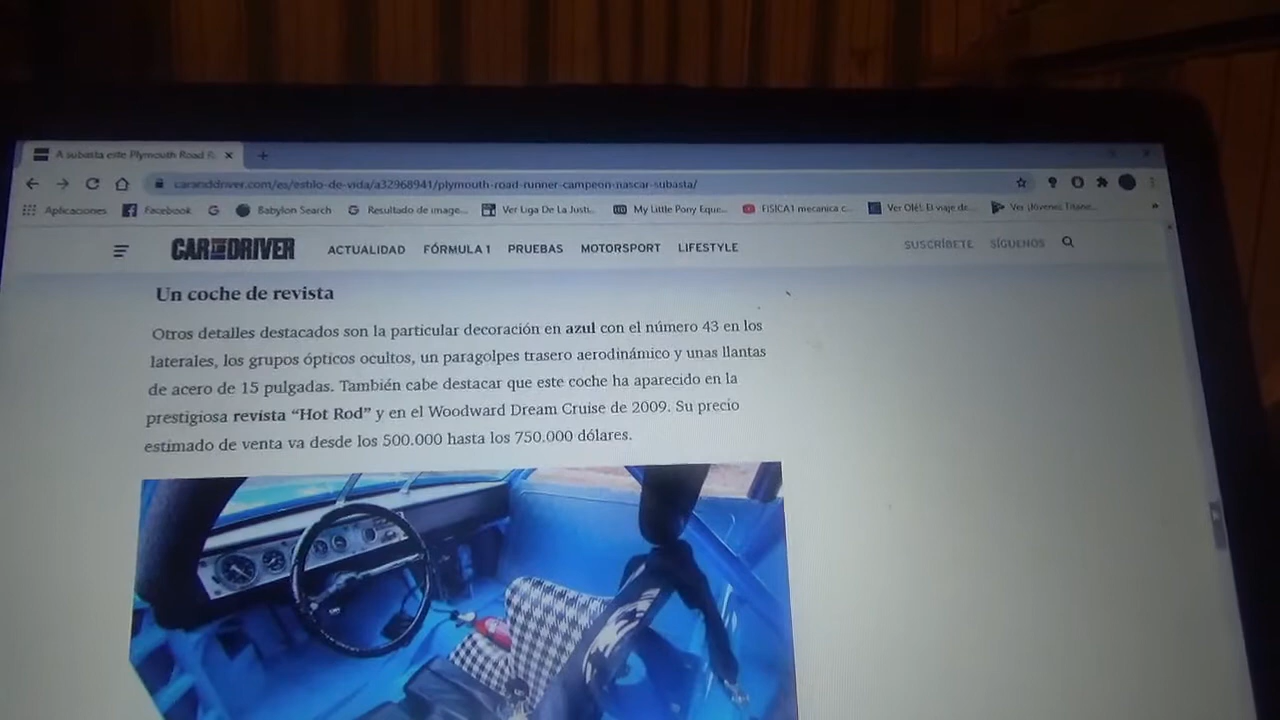 A subasta este Plymouth Road R
caranddriver.com/es/estilo-de-vida/a32968941/plymouth-road-runner-campeon-nascar-subasta/
Aplicaciones Facebook Babylon Search Resultado de image... Ver Liga De La Justi... My Little Pony Eque... FISICA1 mecanica c... Ver Olé!. El viaje de... Ver ¡Jóvenes Titane...
CAR AND DRIVER ACTUALIDAD FÓRMULA 1 PRUEBAS MOTORSPORT LIFESTYLE SUSCRÍBETE SÍGUENOS
Un coche de revista
Otros detalles destacados son la particular decoración en azul con el número 43 en los
laterales, los grupos ópticos ocultos, un paragolpes trasero aerodinámico y unas llantas
de acero de 15 pulgadas. También cabe destacar que este coche ha aparecido en la
prestigiosa revista “Hot Rod” y en el Woodward Dream Cruise de 2009. Su precio
estimado de venta va desde los 500.000 hasta los 750.000 dólares.